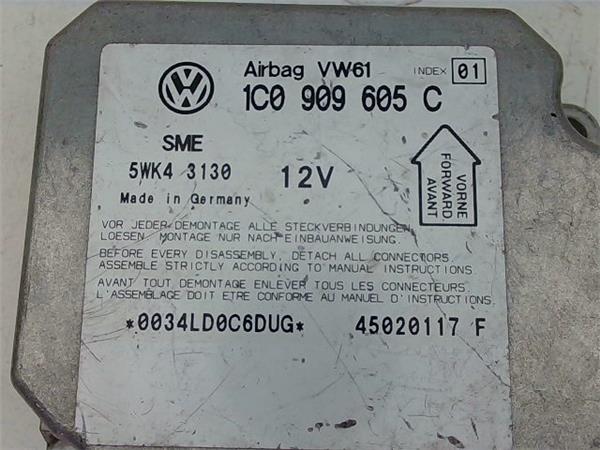 Airbag VW61 INDEX 01
1C0 909 605 C
SME
5WK4 3130 12V
Made in Germany
VORNE
FORWARD
AVANT
VOR JEDER DEMONTAGE ALLE STECKVERBINDUNGEN
LOESEN. MONTAGE NUR NACH EINBAUANWEISUNG.
BEFORE EVERY DISASSEMBLY, DETACH ALL CONNECTORS.
ASSEMBLE STRICTLY ACCORDING TO MANUAL INSTRUCTIONS.
AVANT TOUT DEMONTAGE ENLEVER TOUS LES CONNECTEURS.
L'ASSEMBLAGE DOIT ETRE CONFORME AU MANUEL D'INSTRUCTIONS.
*0034LD0C6DUG* 45020117 F